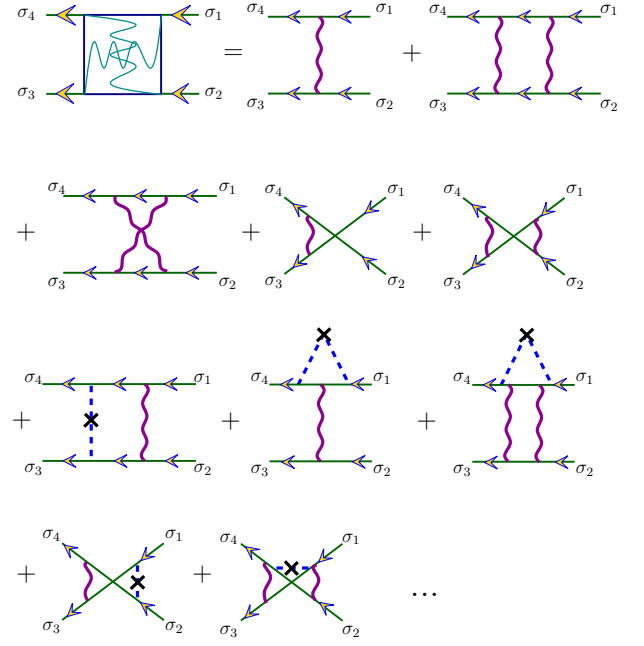 σ₄ σ₁ σ₄ σ₁ σ₄ σ₁
= +
σ₃ σ₂ σ₃ σ₂ σ₃ σ₂
σ₄ σ₁ σ₄ σ₁ σ₄ σ₁
+ + +
σ₃ σ₂ σ₃ σ₂ σ₃ σ₂
σ₄ σ₁ σ₄ σ₁ σ₄ σ₁
+ + +
σ₃ σ₂ σ₃ σ₂ σ₃ σ₂
σ₄ σ₁ σ₄ σ₁
+ + ...
σ₃ σ₂ σ₃ σ₂